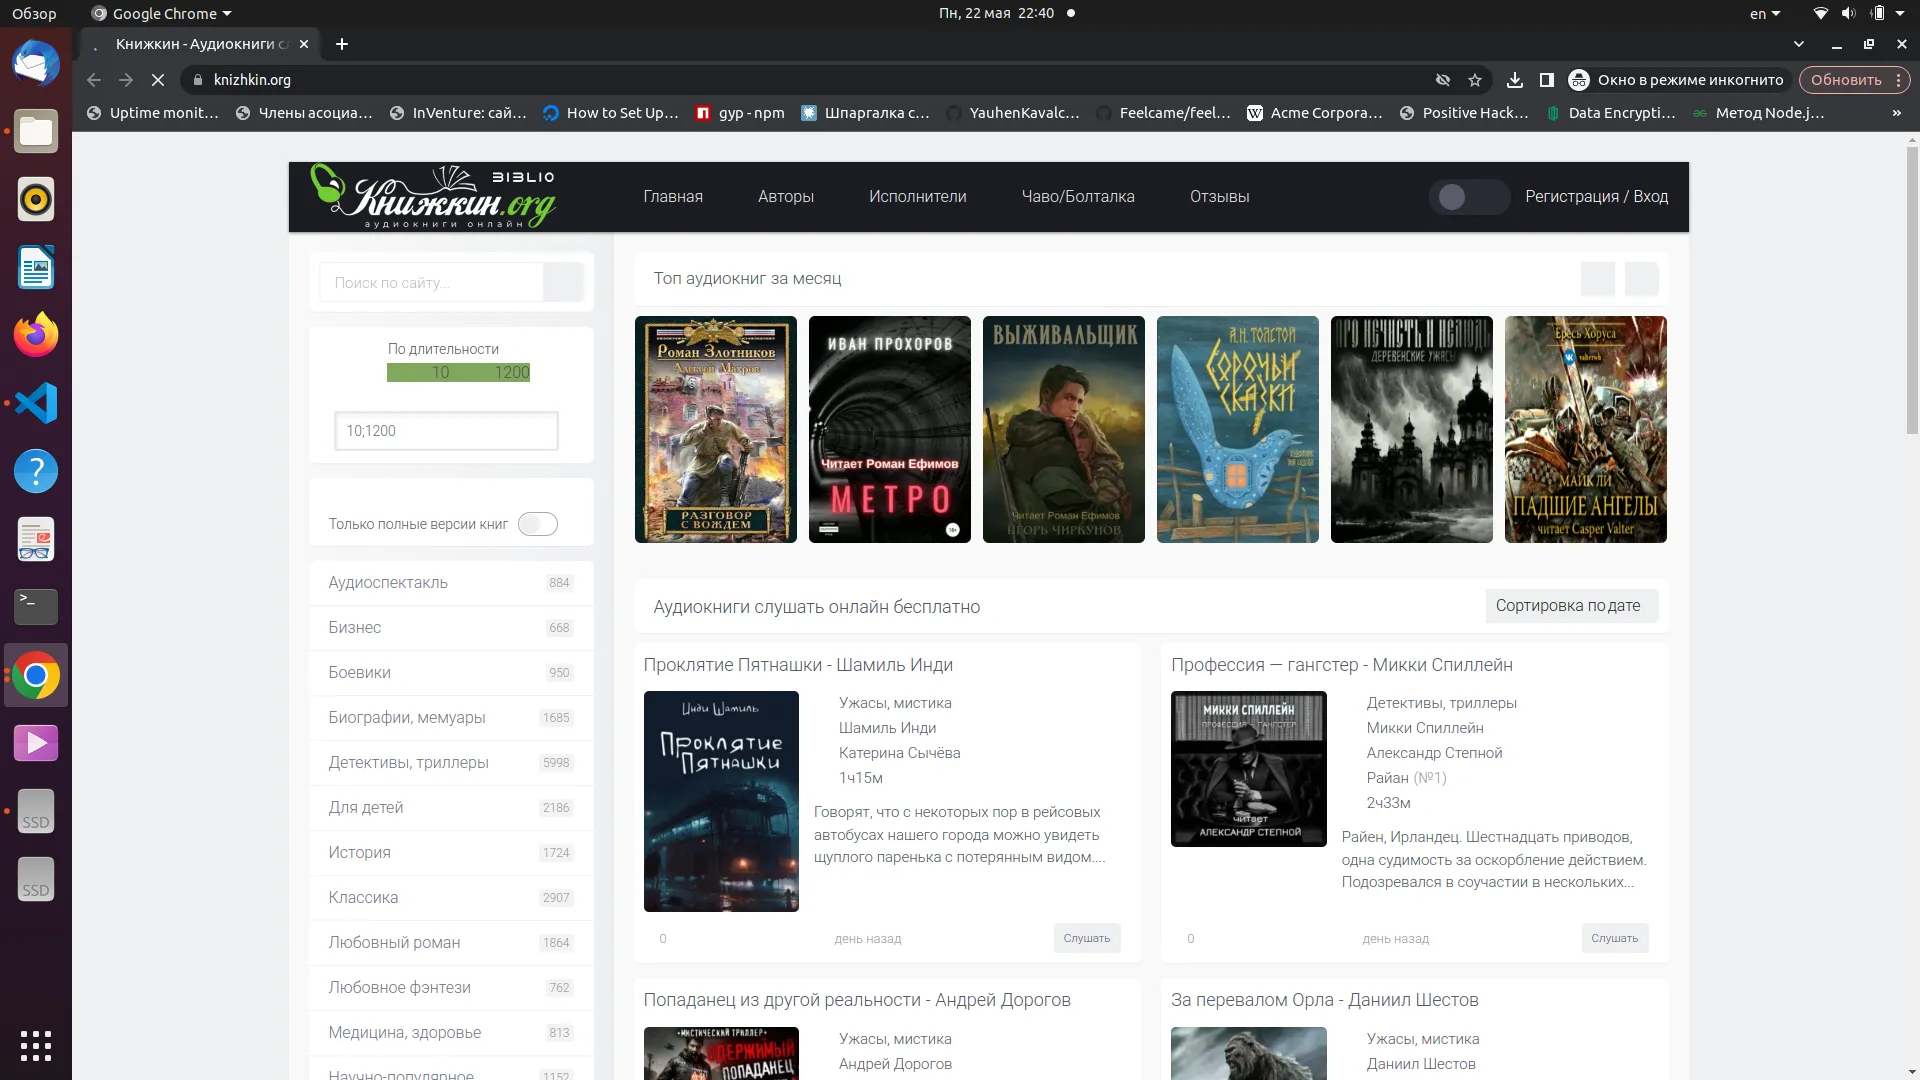 Обзор
Google Chrome
Пн, 22 мая 22:40
en
Книжкин - Аудиокниги сл
knizhkin.org
Окно в режиме инкогнито
Обновить
Uptime monit...
Члены асоциа...
InVenture: сай...
How to Set Up...
gyp - npm
Шпаргалка с...
YauhenKavalc...
Feelcame/feel...
Acme Corpora...
Positive Hack...
Data Encrypti...
Метод Node.j...
»
BIBLIO
Книжкин.org
аудиокниги онлайн
Главная
Авторы
Исполнители
Чаво/Болталка
Отзывы
Регистрация / Вход
Поиск по сайту...
По длительности
10 1200
10;1200
Только полные версии книг
Аудиоспектакль 884
Бизнес 668
Боевики 950
Биографии, мемуары 1685
Детективы, триллеры 5998
Для детей 2186
История 1724
Классика 2907
Любовный роман 1864
Любовное фэнтези 762
Медицина, здоровье 813
Научно-популярное 1152
Топ аудиокниг за месяц
Роман Злотников
Алексей Махров
РАЗГОВОР
С ВОЖДЕМ
ИВАН ПРОХОРОВ
Читает Роман Ефимов
МЕТРО
18+
ВЫЖИВАЛЬЩИК
Читает Роман Ефимов
ИГОРЬ ЧИРКУНОВ
А.Н. ТОЛСТОЙ
СОРОЧЬИ
СКАЗКИ
ПРО НЕЧИСТЬ И НЕЛЮДЬ
ДЕРЕВЕНСКИЕ УЖАСЫ
Ересь Хоруса
valterwh
МАЙК ЛИ
ПАДШИЕ АНГЕЛЫ
читает Casper Valter
Аудиокниги слушать онлайн бесплатно
Сортировка по дате
Проклятие Пятнашки - Шамиль Инди
Инди Шамиль
Проклятие
Пятнашки
Ужасы, мистика
Шамиль Инди
Катерина Сычёва
1ч15м
Говорят, что с некоторых пор в рейсовых
автобусах нашего города можно увидеть
щуплого паренька с потерянным видом....
0
день назад
Слушать
Профессия — гангстер - Микки Спиллейн
МИККИ СПИЛЛЕЙН
ПРОФЕССИЯ - ГАНГСТЕР
читает
АЛЕКСАНДР СТЕПНОЙ
Детективы, триллеры
Микки Спиллейн
Александр Степной
Райан (№1)
2ч33м
Райен, Ирландец. Шестнадцать приводов,
одна судимость за оскорбление действием.
Подозревался в соучастии в нескольких...
0
день назад
Слушать
Попаданец из другой реальности - Андрей Дорогов
•МИСТИЧЕСКИЙ ТРИЛЛЕР•
ОДЕРЖИМЫЙ
ПОПАДАНЕЦ
Ужасы, мистика
Андрей Дорогов
За перевалом Орла - Даниил Шестов
Ужасы, мистика
Даниил Шестов
SSD
SSD